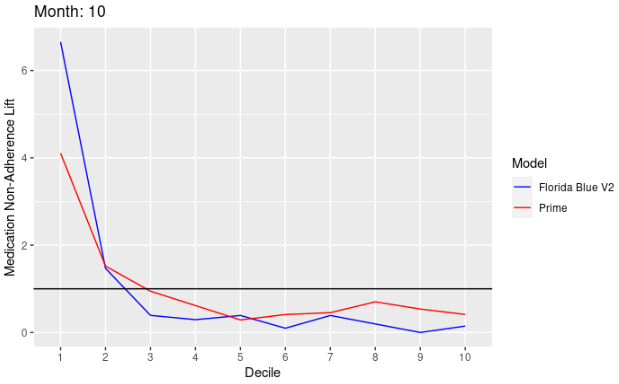 Month: 10
Medication Non-Adherence Lift
6
4
2
0
1 2 3 4 5 6 7 8 9 10
Decile
Model
Florida Blue V2
Prime